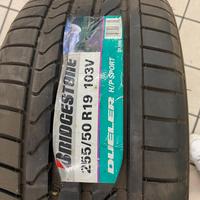 BRIDGESTONE
255/50 R19 103V
DUELER
H/P SPORT